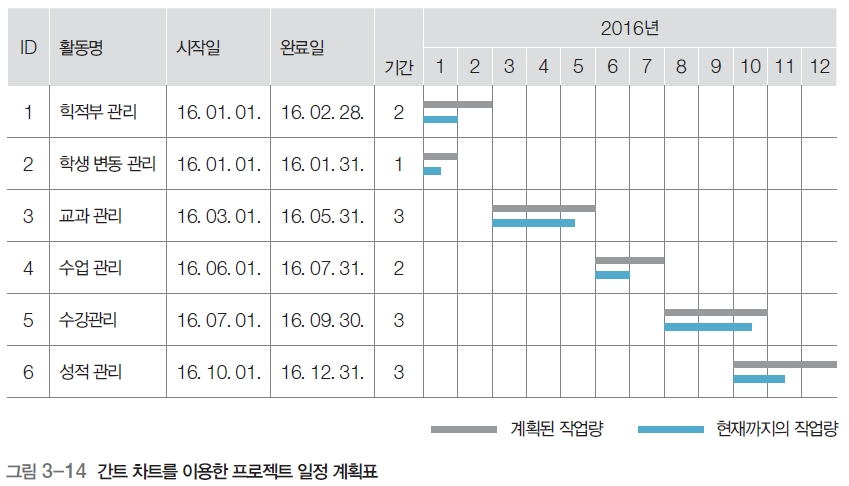 ID 활동명 시작일 완료일 기간 2016년
1 2 3 4 5 6 7 8 9 10 11 12
1 힉적부 관리 16. 01. 01. 16. 02. 28. 2
2 학생 변동 관리 16. 01. 01. 16. 01. 31. 1
3 교과 관리 16. 03. 01. 16. 05. 31. 3
4 수업 관리 16. 06. 01. 16. 07. 31. 2
5 수강관리 16. 07. 01. 16. 09. 30. 3
6 성적 관리 16. 10. 01. 16. 12. 31. 3
계획된 작업량 현재까지의 작업량
그림 3-14 간트 차트를 이용한 프로젝트 일정 계획표